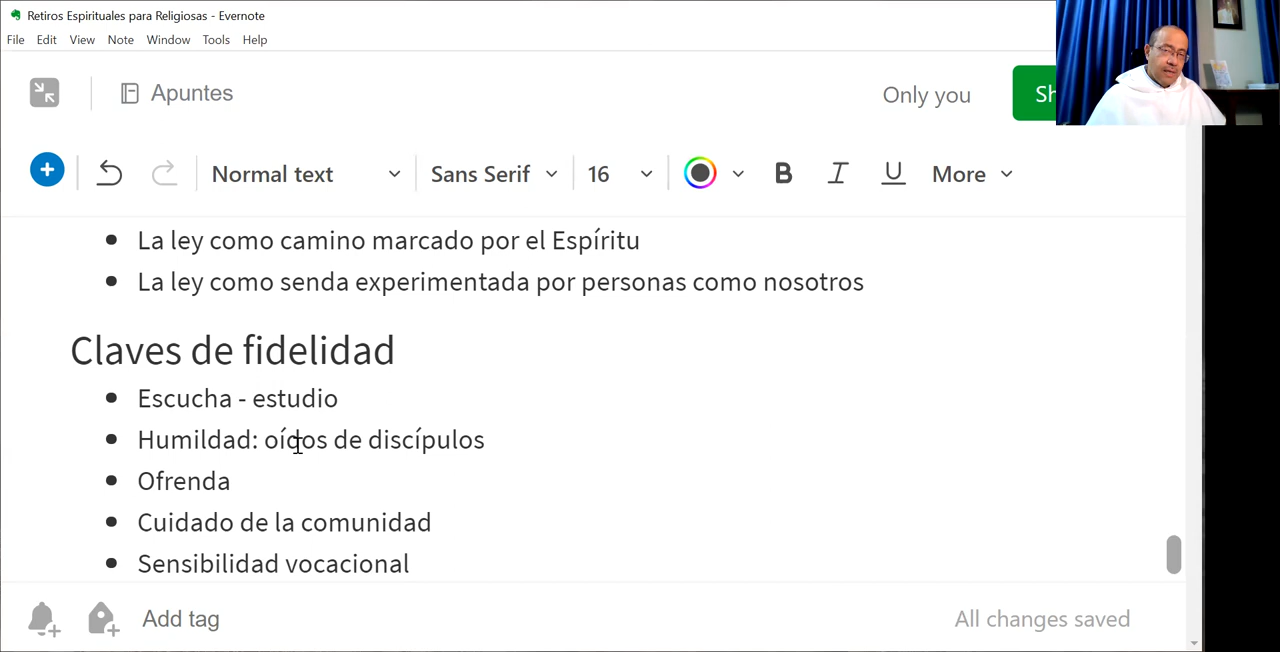 Retiros Espirituales para Religiosas - Evernote
File Edit View Note Window Tools Help
Apuntes
Only you
Normal text
Sans Serif
16
B I U
More
La ley como camino marcado por el Espíritu
La ley como senda experimentada por personas como nosotros
Claves de fidelidad
Escucha - estudio
Humildad: oídos de discípulos
Ofrenda
Cuidado de la comunidad
Sensibilidad vocacional
Add tag
All changes saved